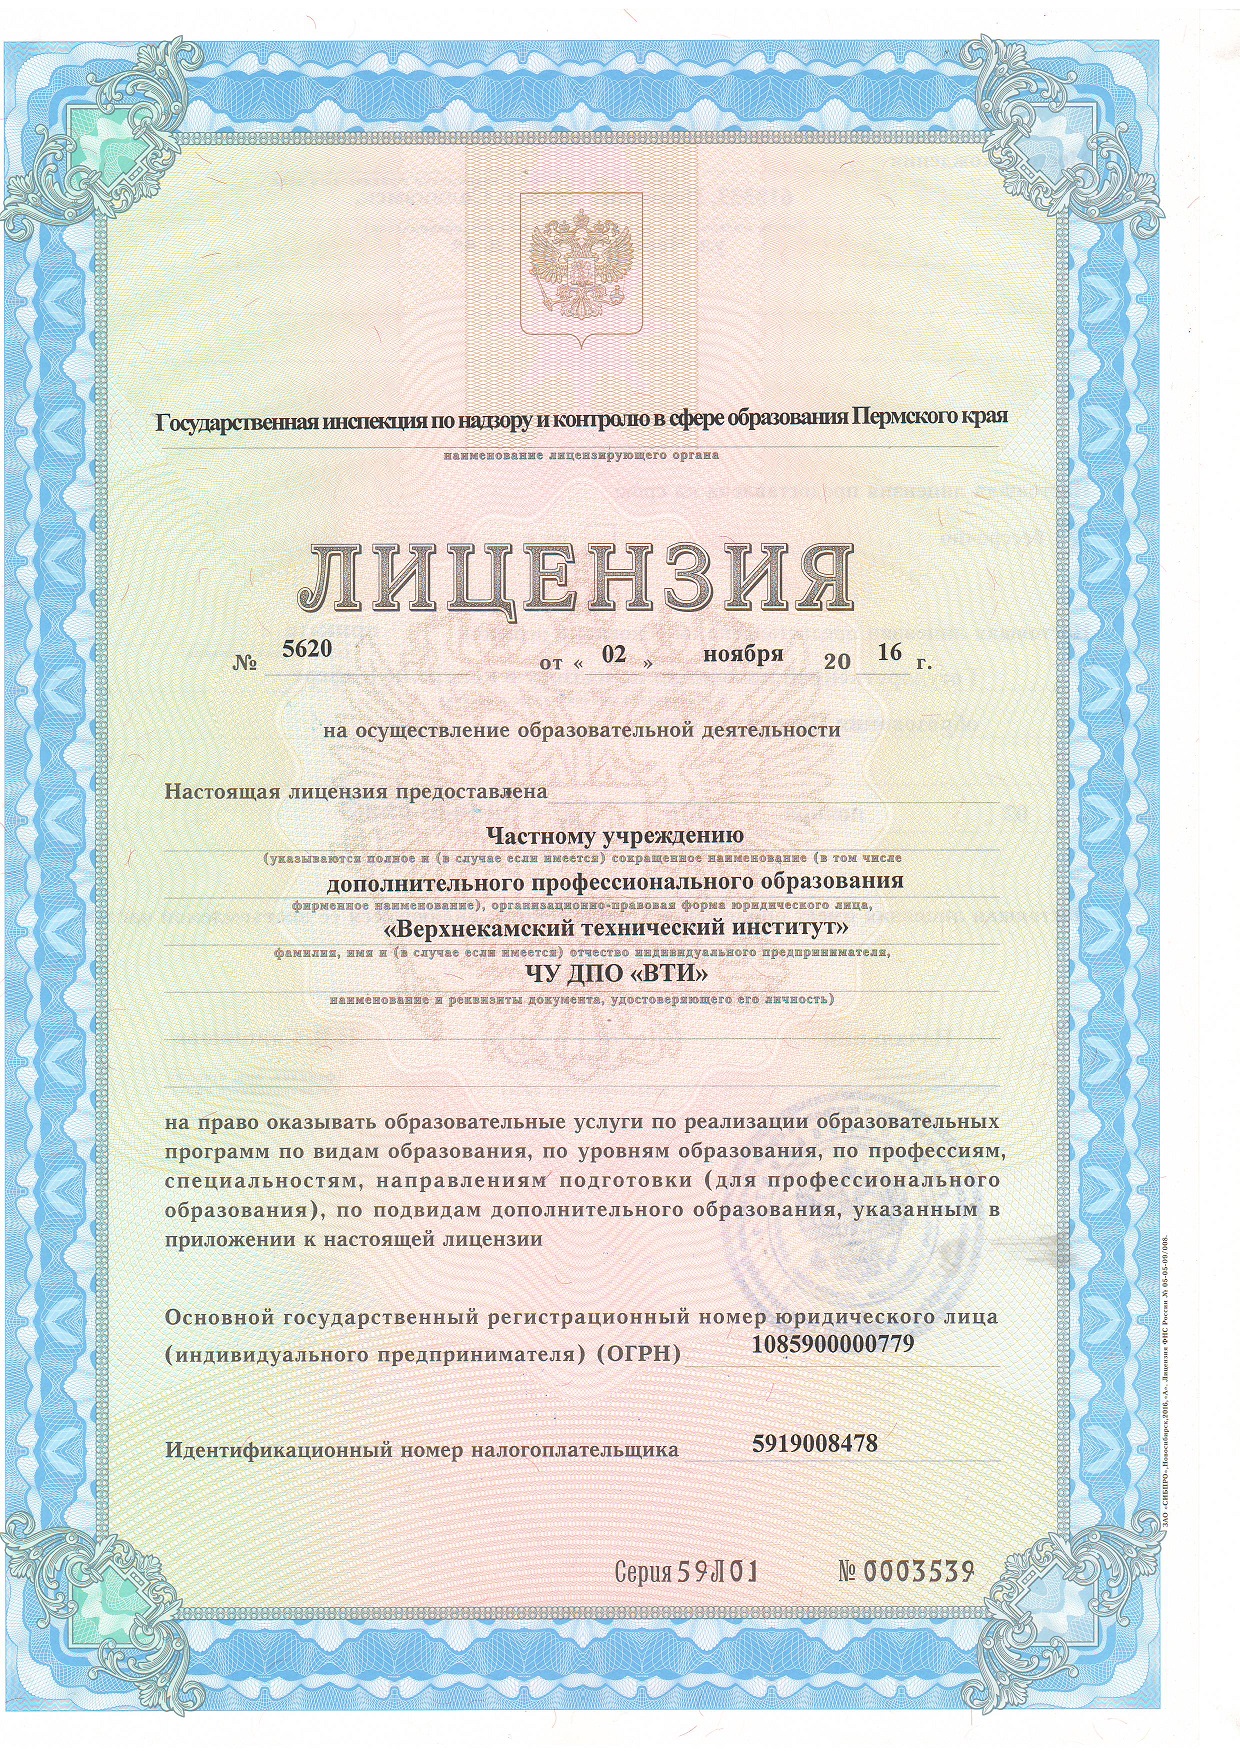 Государственная инспекция по надзору и контролю в сфере образования Пермского края
наименование лицензирующего органа
ЛИЦЕНЗИЯ
№ 5620 от « 02 » ноября 20 16 г.
на осуществление образовательной деятельности
Настоящая лицензия предоставлена
Частному учреждению
(указываются полное и (в случае если имеется) сокращенное наименование (в том числе
дополнительного профессионального образования
фирменное наименование), организационно-правовая форма юридического лица,
«Верхнекамский технический институт»
фамилия, имя и (в случае если имеется) отчество индивидуального предпринимателя,
ЧУ ДПО «ВТИ»
наименование и реквизиты документа, удостоверяющего его личность)
на право оказывать образовательные услуги по реализации образовательных
программ по видам образования, по уровням образования, по профессиям,
специальностям, направлениям подготовки (для профессионального
образования), по подвидам дополнительного образования, указанным в
приложении к настоящей лицензии
Основной государственный регистрационный номер юридического лица
(индивидуального предпринимателя) (ОГРН) 1085900000779
Идентификационный номер налогоплательщика 5919008478
Серия 59Л01 № 0003539
ЗАО «СИБПРО», Новосибирск, 2016, «А». Лицензия ФНС России № 05-05-09/008.